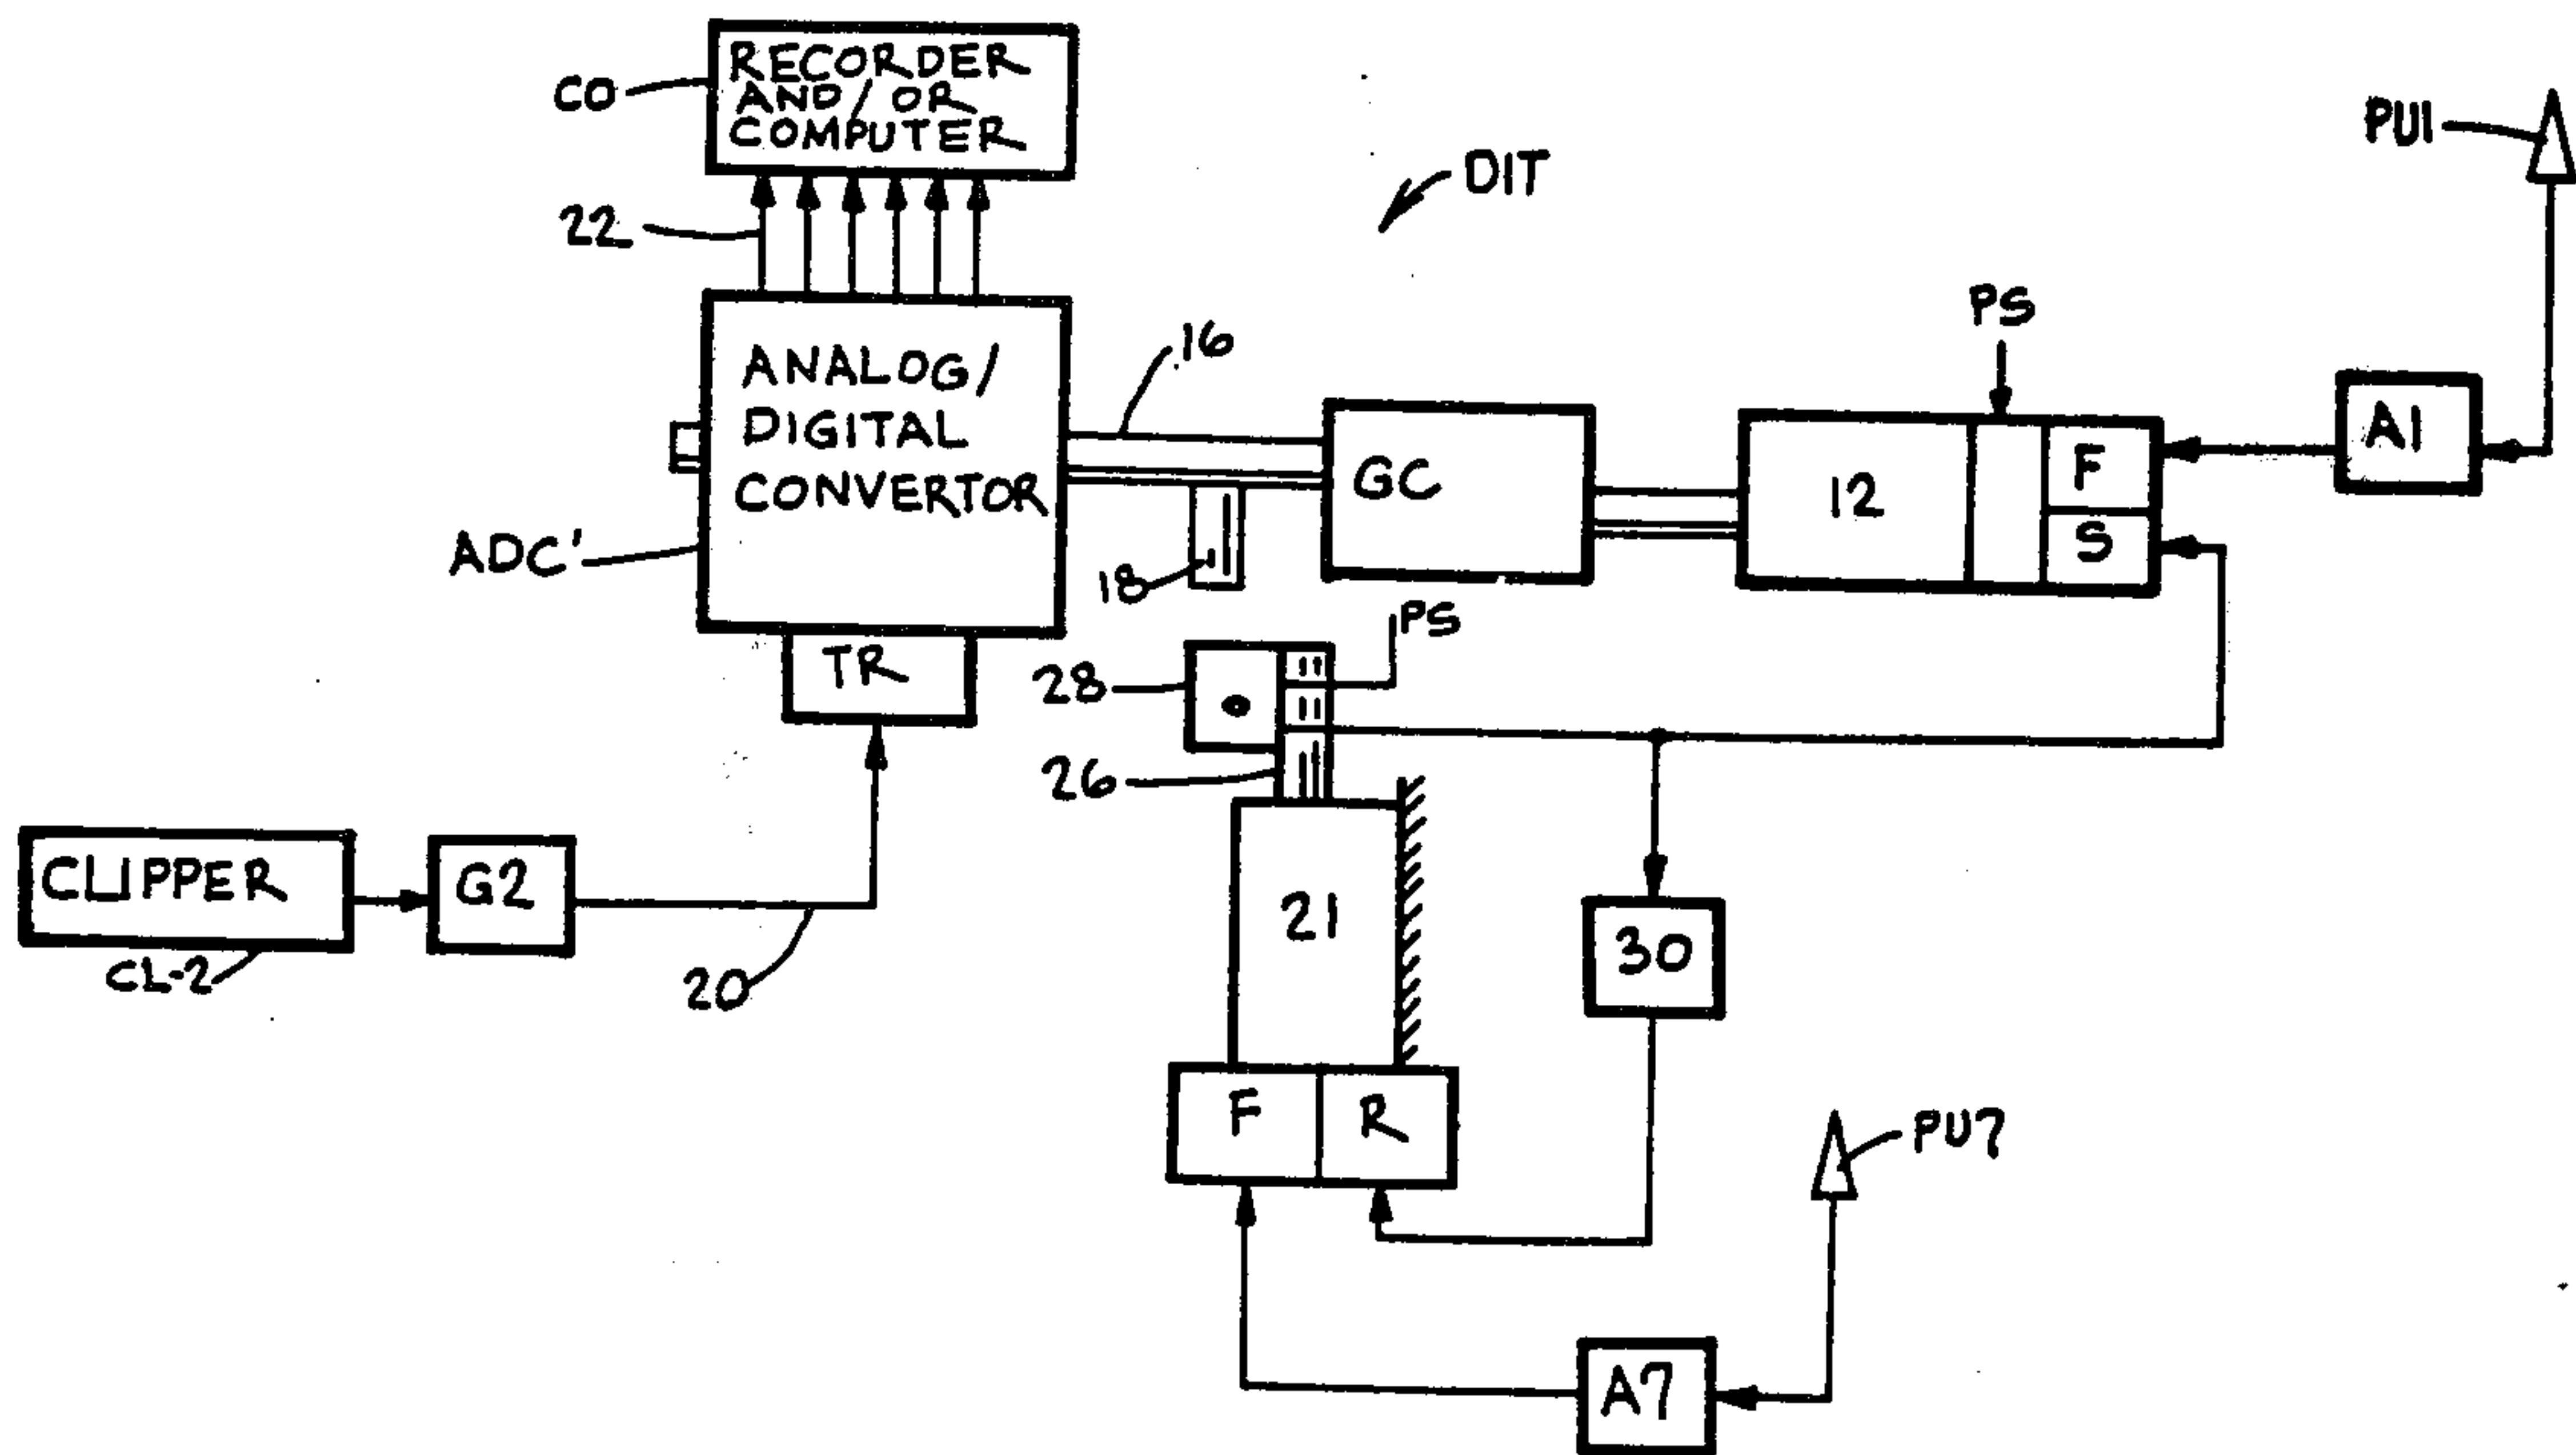 RECORDER
AND/OR
COMPUTER
CO
PU1
DIT
22
PS
16
ANALOG/
DIGITAL
CONVERTOR
A1
GC
12
F
S
ADC'
18
PS
TR
28
26
CLIPPER
G2
21
30
CL-2
20
F
R
PU7
A7